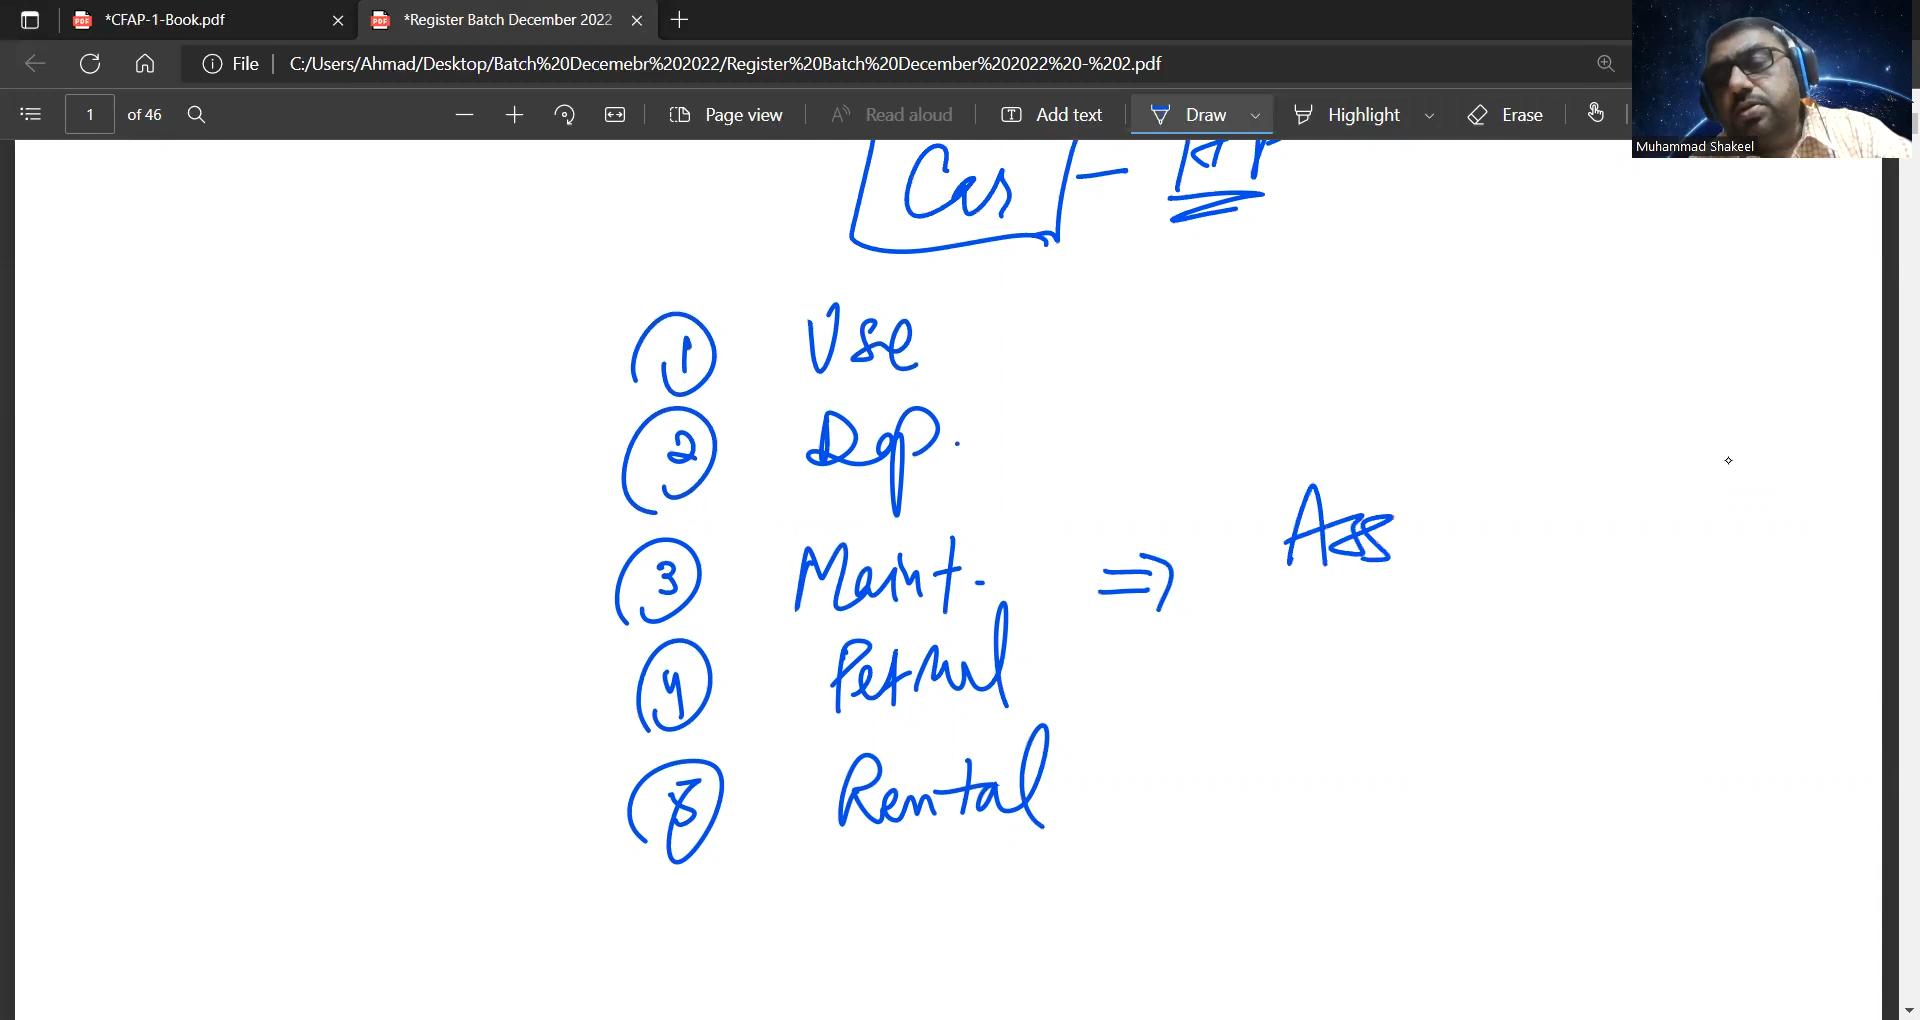 *CFAP-1-Book.pdf
*Register Batch December 2022
File
C:/Users/Ahmad/Desktop/Batch%20Decemebr%202022/Register%20Batch%20December%202022%20-%202.pdf
1 of 46
Page view
Read aloud
Add text
Draw
Highlight
Erase
Muhammad Shakeel
Car -
1 Use
2 Dep.
3 Maint. ⇒ Ass
4 Petrol
5 Rental